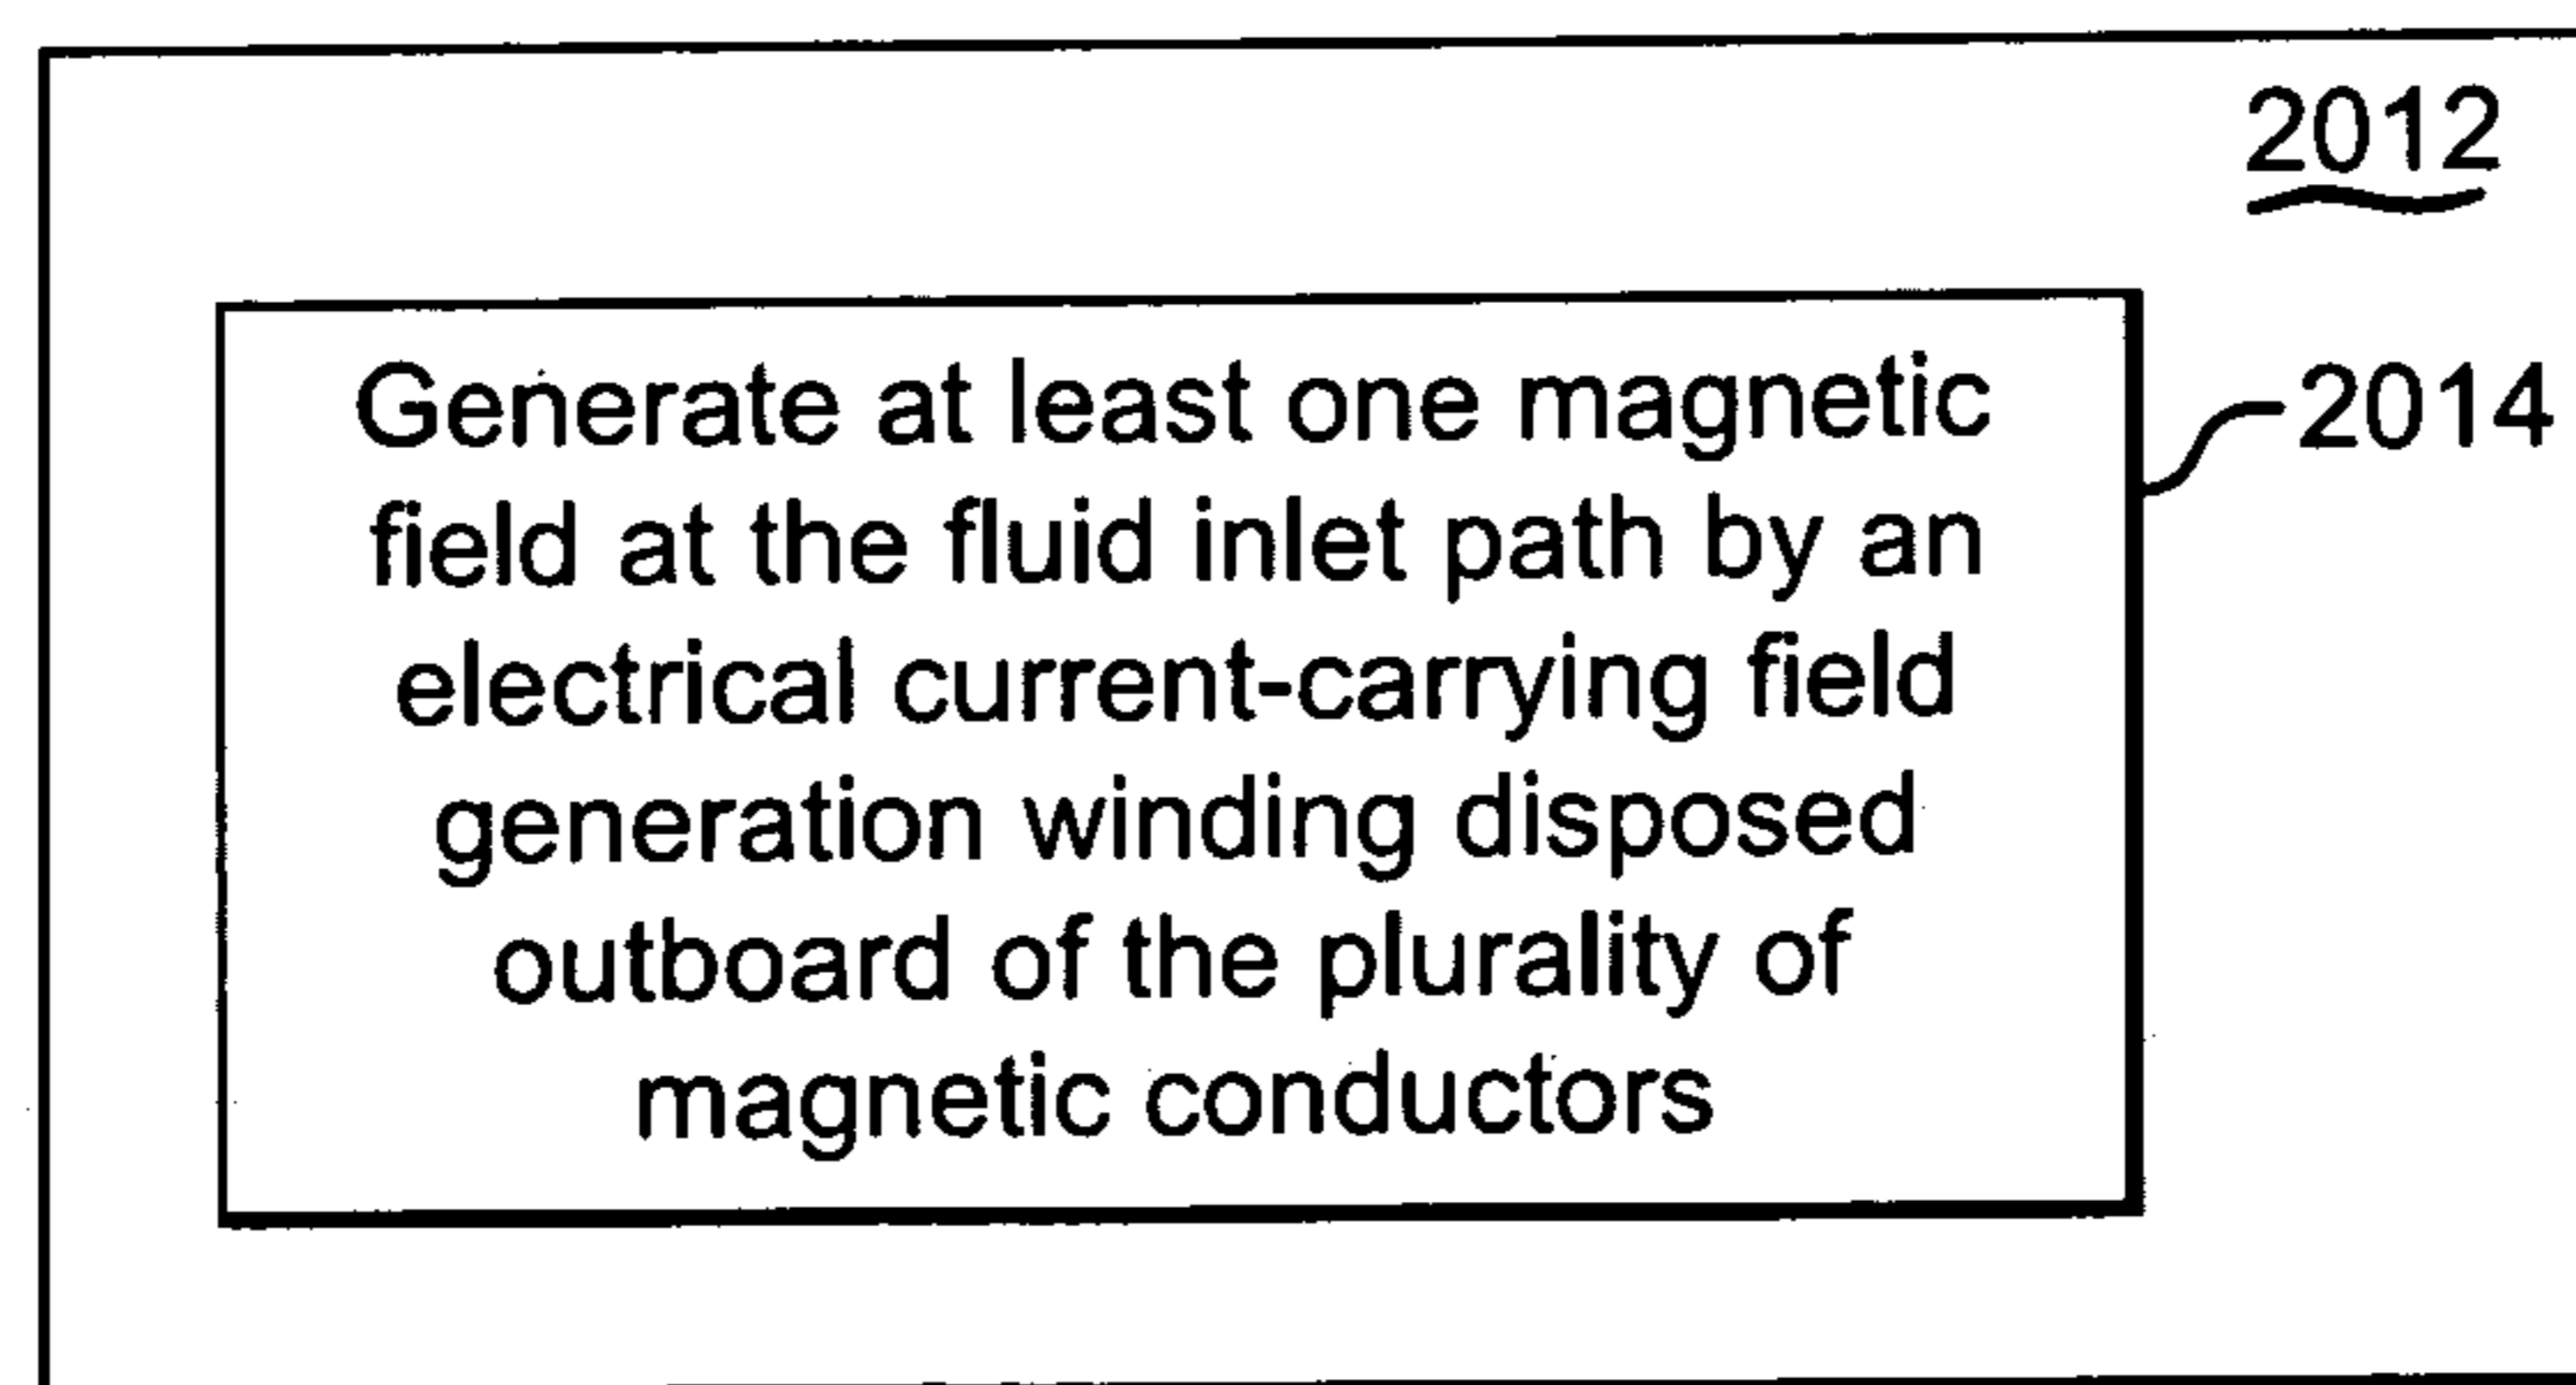 2012
Generate at least one magnetic
field at the fluid inlet path by an
electrical current-carrying field
generation winding disposed
outboard of the plurality of
magnetic conductors
2014